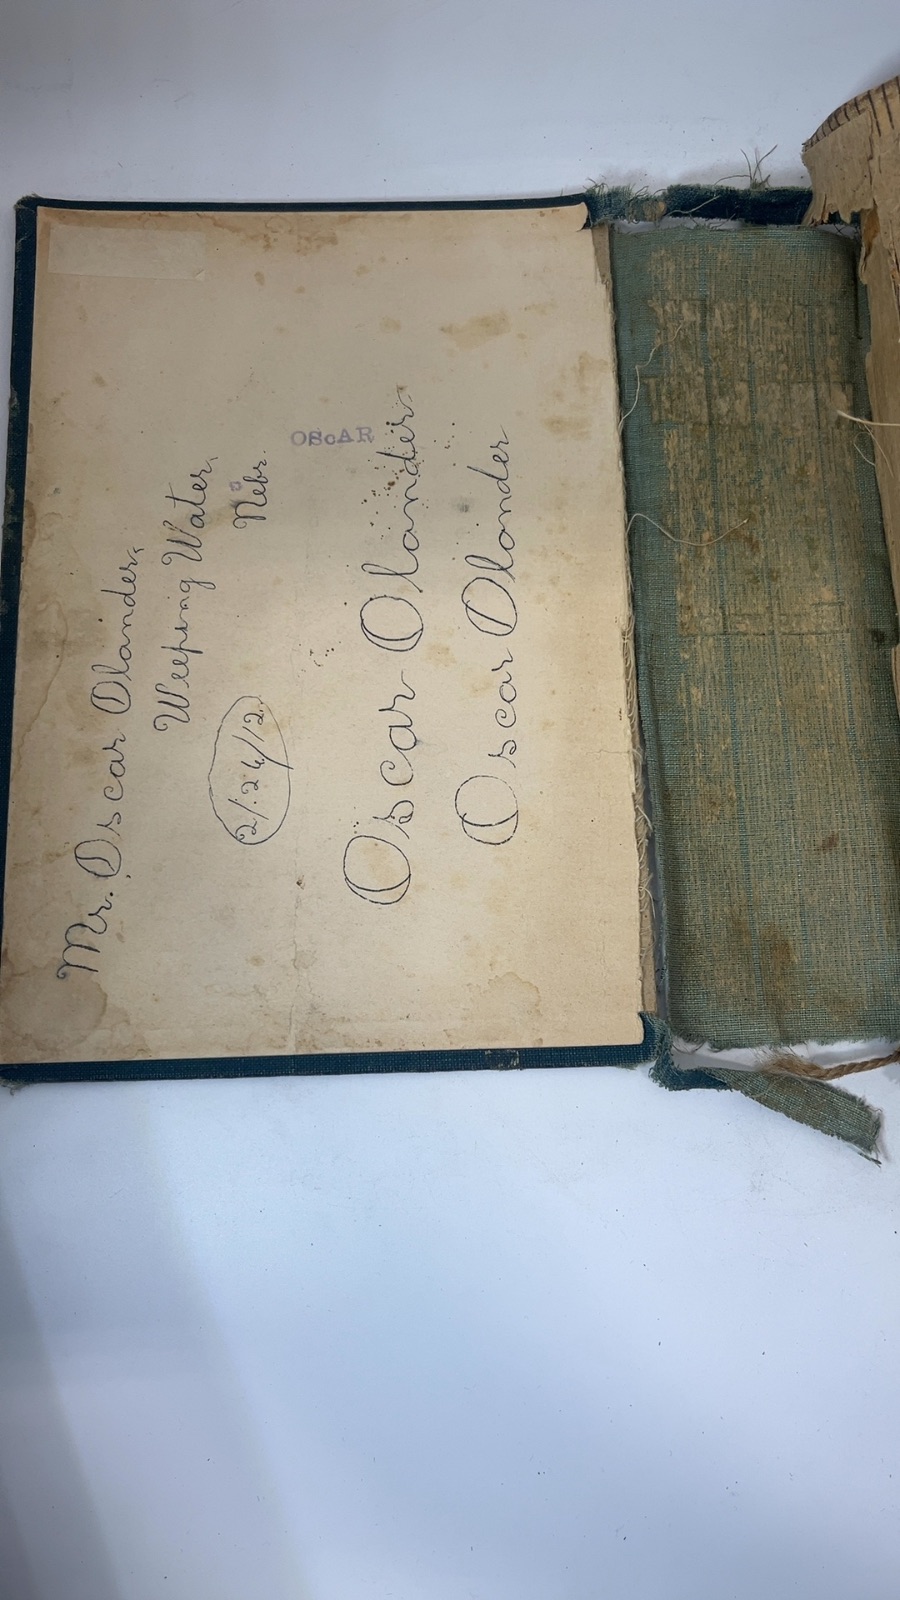 Mr. Oscar Olander,
Weeping Water,
Nebr.
2/24/12.
OScAR
Oscar Olander
Oscar Olander